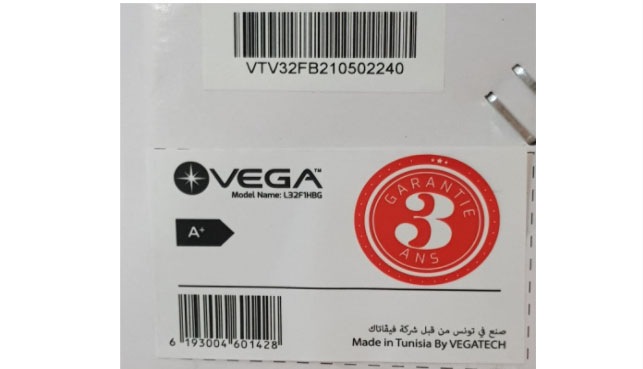 VTV32FB210502240
VEGA™
Model Name: L32F1HBG
GARANTIE
3
ANS
A+
6 193004 601428
صنع في تونس من قبل شركة فيقاتاك
Made in Tunisia By VEGATECH